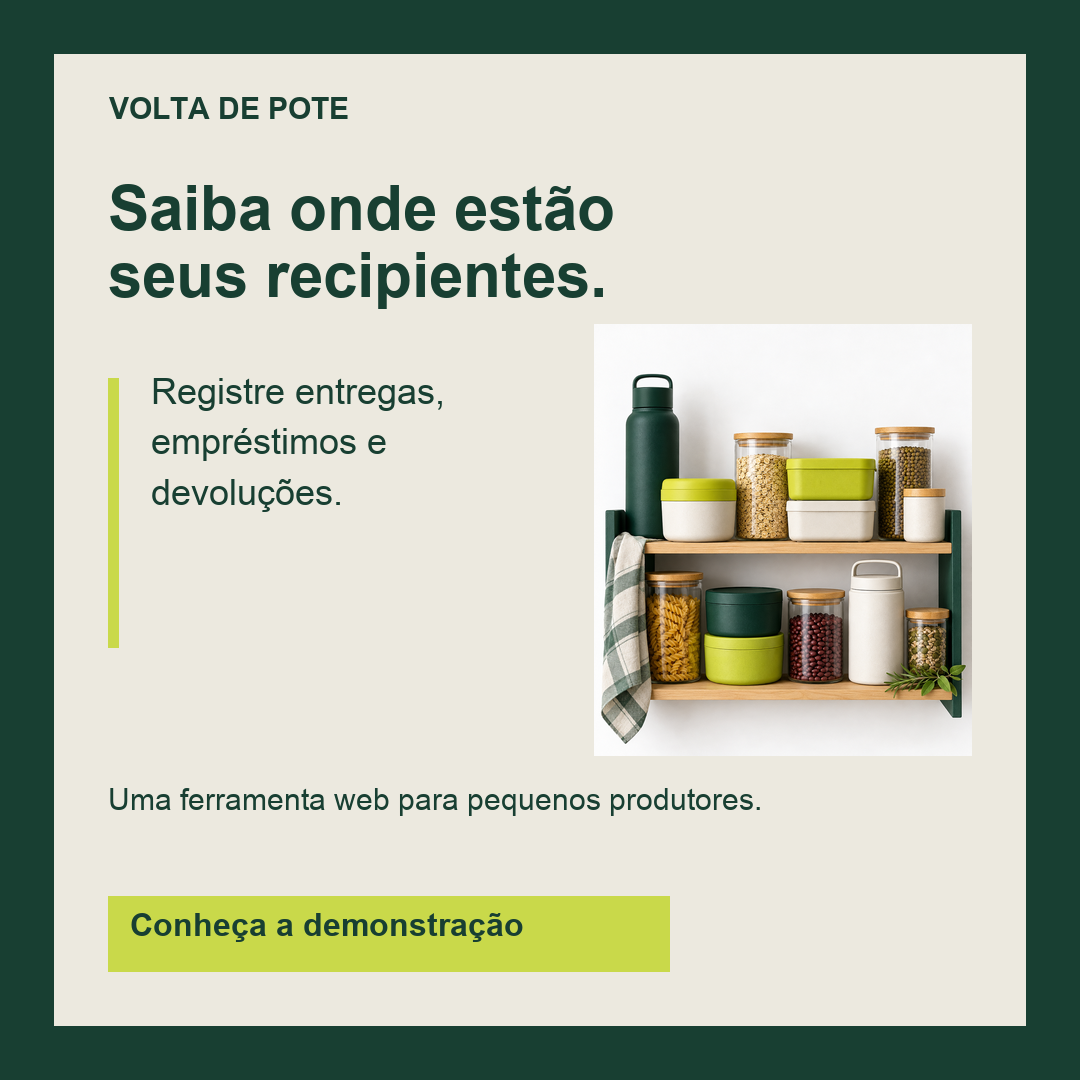 VOLTA DE POTE
Saiba onde estão
seus recipientes.
Registre entregas,
empréstimos e
devoluções.
Uma ferramenta web para pequenos produtores.
Conheça a demonstração